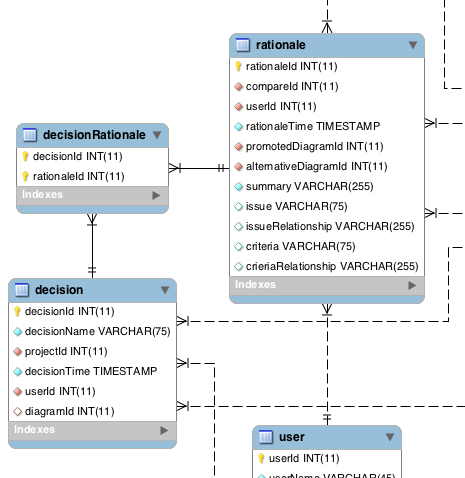 rationale
rationaleId INT(11)
compareId INT(11)
userId INT(11)
rationaleTime TIMESTAMP
promotedDiagramId INT(11)
alternativeDiagramId INT(11)
summary VARCHAR(255)
issue VARCHAR(75)
issueRelationship VARCHAR(255)
criteria VARCHAR(75)
crieriaRelationship VARCHAR(255)
Indexes
decisionRationale
decisionId INT(11)
rationaleId INT(11)
Indexes
decision
decisionId INT(11)
decisionName VARCHAR(75)
projectId INT(11)
decisionTime TIMESTAMP
userId INT(11)
diagramId INT(11)
Indexes
user
userId INT(11)
userName VARCHAR(45)